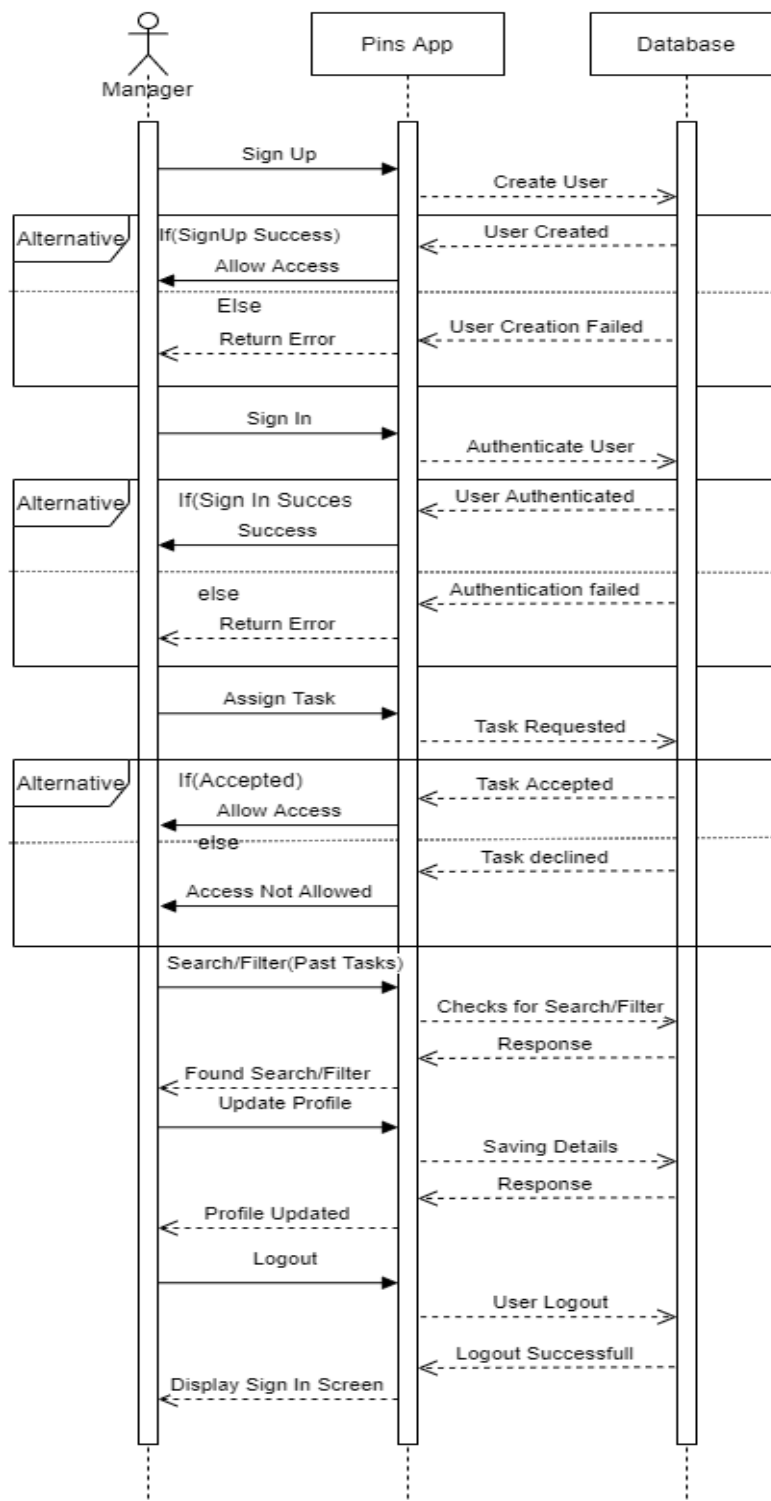 Pins App
Database
Manager
Sign Up
Create User
Alternative
If(SignUp Success)
User Created
Allow Access
Else
User Creation Failed
Return Error
Sign In
Authenticate User
Alternative
If(Sign In Succes
User Authenticated
Success
else
Authentication failed
Return Error
Assign Task
Task Requested
Alternative
If(Accepted)
Task Accepted
Allow Access
else
Task declined
Access Not Allowed
Search/Filter(Past Tasks)
Checks for Search/Filter
Response
Found Search/Filter
Update Profile
Saving Details
Response
Profile Updated
Logout
User Logout
Logout Successfull
Display Sign In Screen